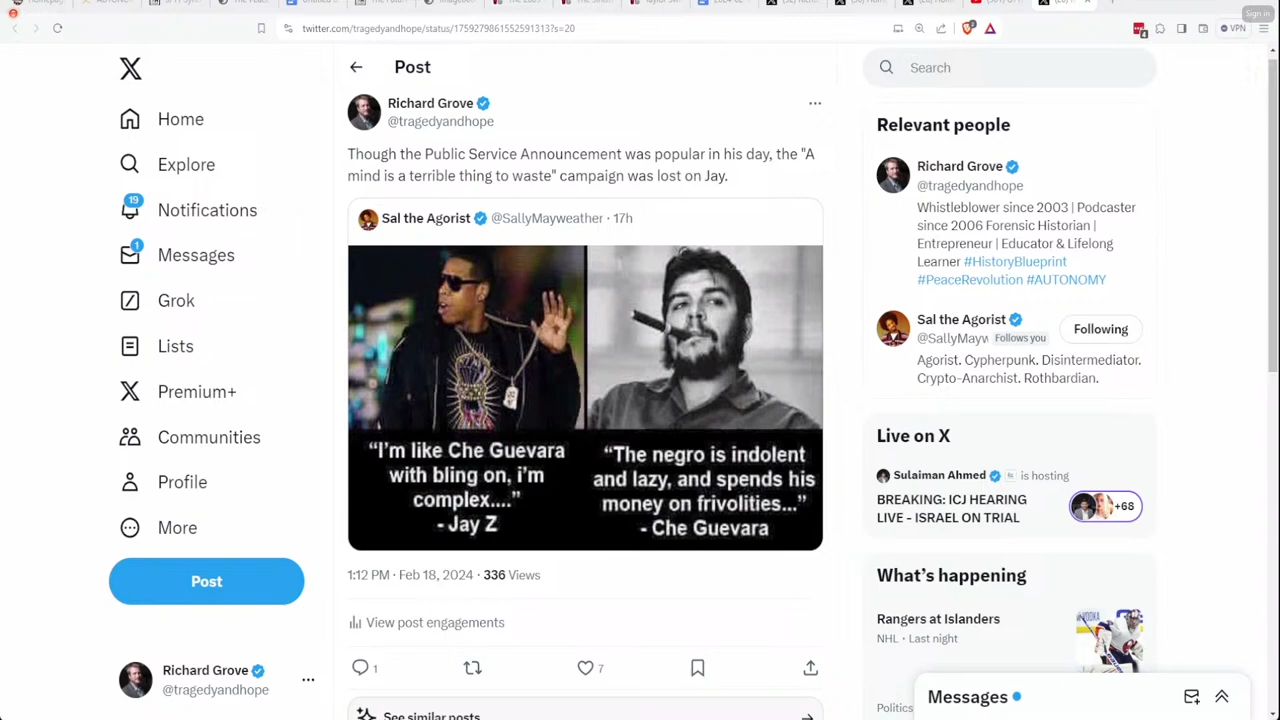 Sign in
twitter.com/tragedyandhope/status/1759279861552591313?s=20
VPN
Home
Explore
19
Notifications
1
Messages
Grok
Lists
Premium+
Communities
Profile
More
Post
Richard Grove
@tragedyandhope
Post
Richard Grove
@tragedyandhope
Though the Public Service Announcement was popular in his day, the "A
mind is a terrible thing to waste" campaign was lost on Jay.
Sal the Agorist @SallyMayweather · 17h
“I’m like Che Guevara
with bling on, i’m
complex....”
- Jay Z
“The negro is indolent
and lazy, and spends his
money on frivolities...”
- Che Guevara
1:12 PM · Feb 18, 2024 · 336 Views
View post engagements
1
7
See similar posts
Search
Relevant people
Richard Grove
@tragedyandhope
Whistleblower since 2003 | Podcaster
since 2006 Forensic Historian |
Entrepreneur | Educator & Lifelong
Learner #HistoryBlueprint
#PeaceRevolution #AUTONOMY
Sal the Agorist
@SallyMayw Follows you
Following
Agorist. Cypherpunk. Disintermediator.
Crypto-Anarchist. Rothbardian.
Live on X
Sulaiman Ahmed is hosting
BREAKING: ICJ HEARING
LIVE - ISRAEL ON TRIAL
+68
What’s happening
Rangers at Islanders
NHL · Last night
Politics
Messages